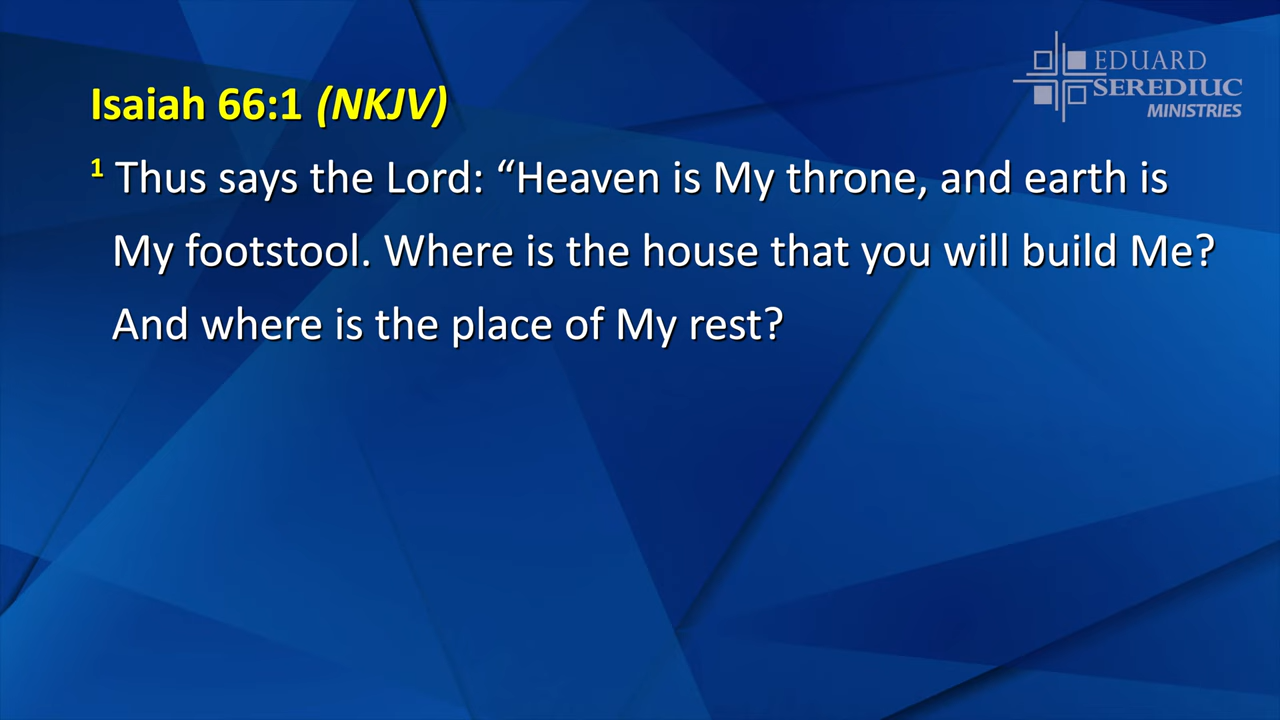 EDUARD
SEREDIUC
MINISTRIES
Isaiah 66:1 (NKJV)
1 Thus says the Lord: “Heaven is My throne, and earth is
My footstool. Where is the house that you will build Me?
And where is the place of My rest?